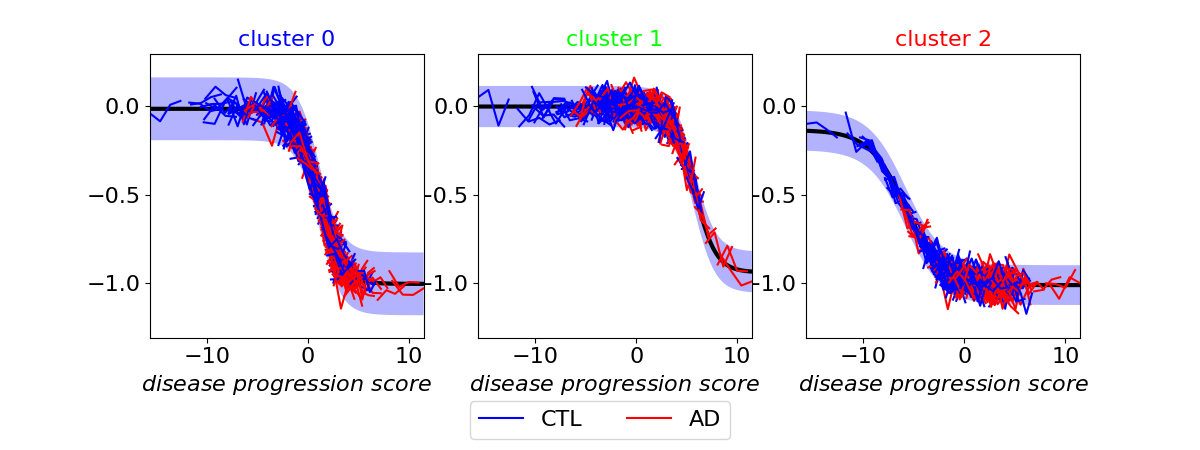 cluster 0 cluster 1 cluster 2
0.0 0.0 0.0
−0.5 −0.5 −0.5
−1.0 −1.0 −1.0
−10 0 10 −10 0 10 −10 0 10
disease progression score disease progression score disease progression score
CTL AD